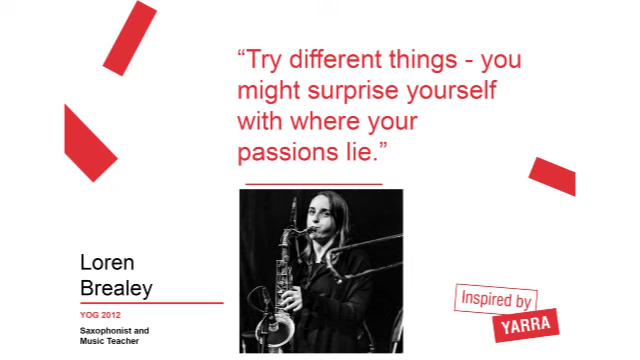 “Try different things - you
might surprise yourself
with where your
passions lie.”
Loren
Brealey
YOG 2012
Saxophonist and
Music Teacher
Inspired by
YARRA